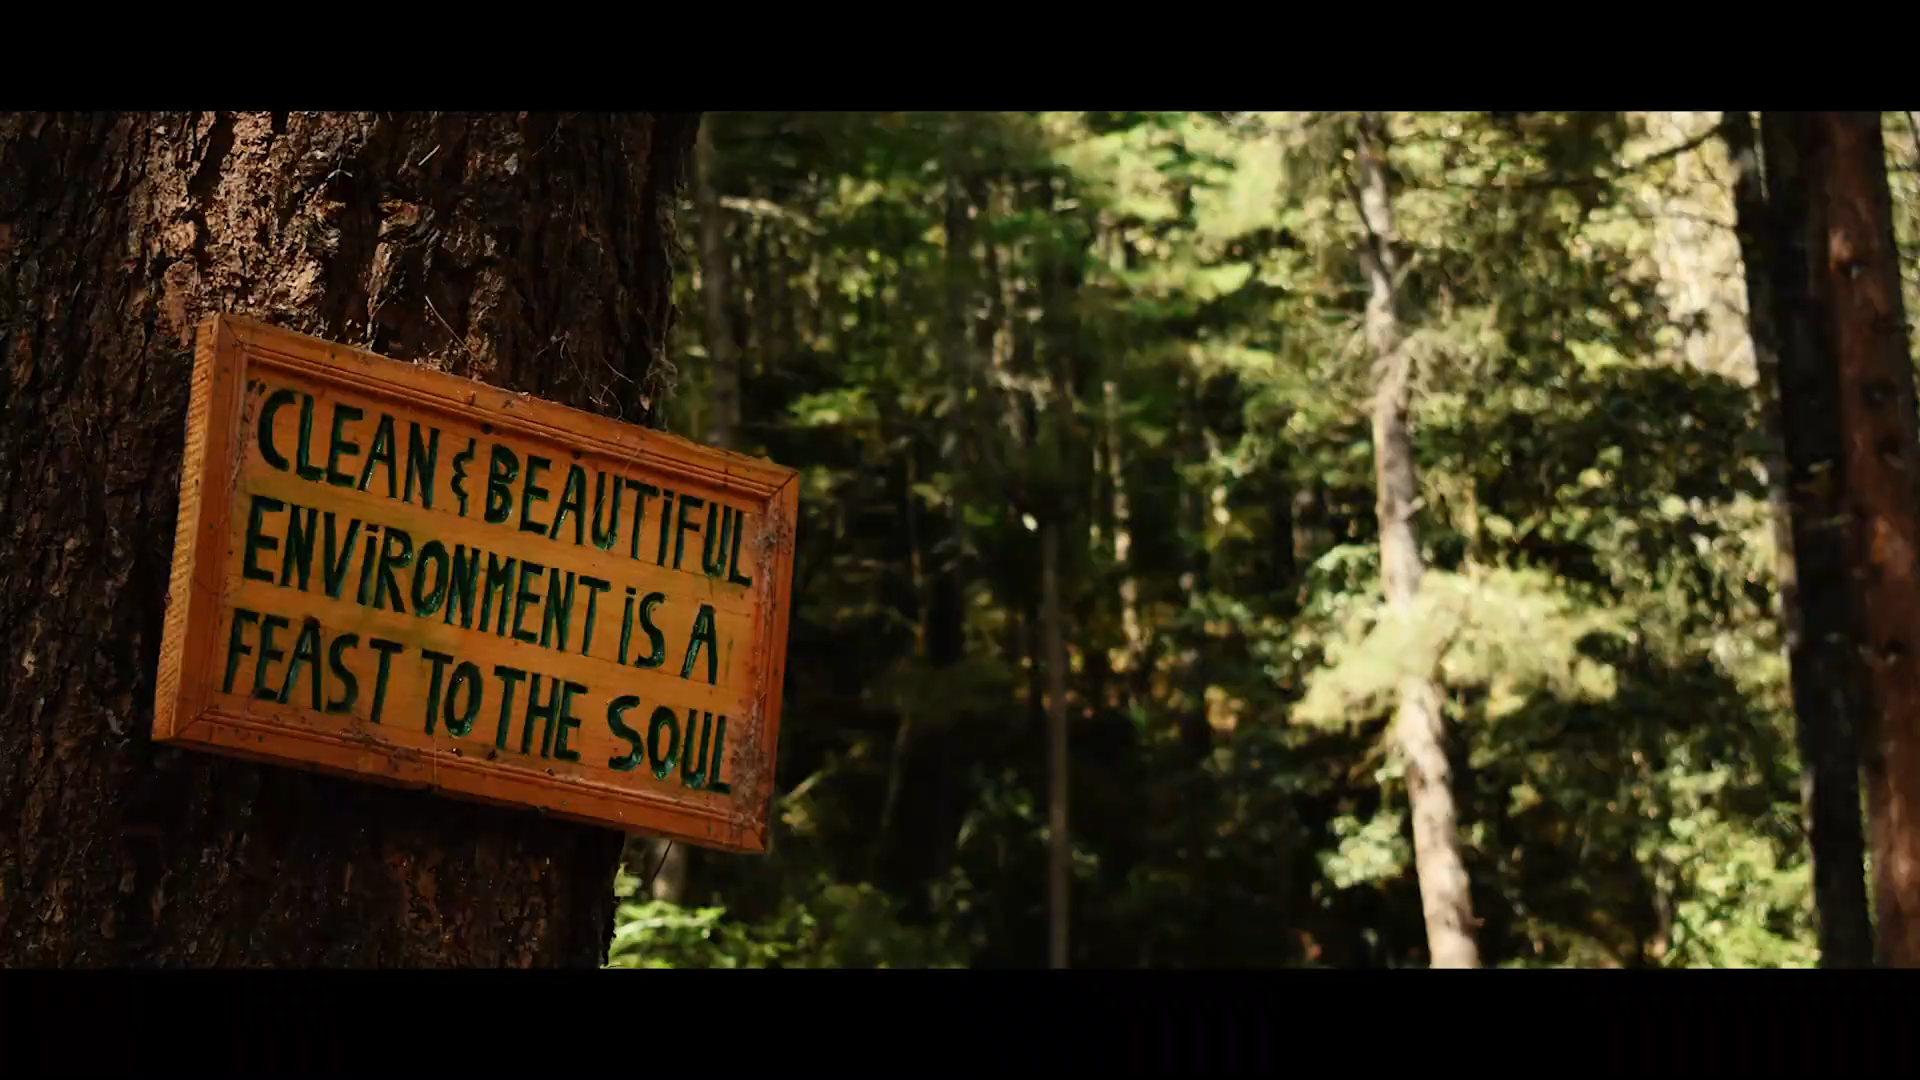 "CLEAN & BEAUTIFUL
ENVIRONMENT IS A
FEAST TO THE SOUL